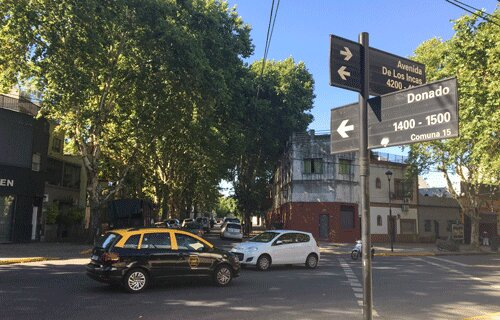 Avenida
De Los Incas
4200 -
Donado
1400 - 1500
Comuna 15
EN